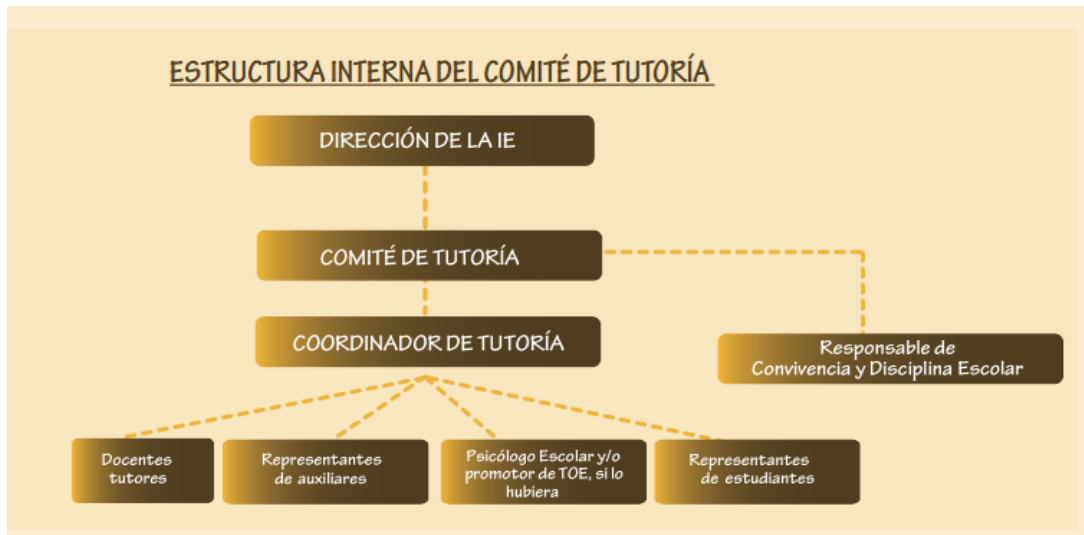 ESTRUCTURA INTERNA DEL COMITÉ DE TUTORÍA
DIRECCIÓN DE LA IE
COMITÉ DE TUTORÍA
COORDINADOR DE TUTORÍA
Responsable de
Convivencia y Disciplina Escolar
Docentes
tutores
Representantes
de auxiliares
Psicólogo Escolar y/o
promotor de TOE, si lo
hubiera
Representantes
de estudiantes